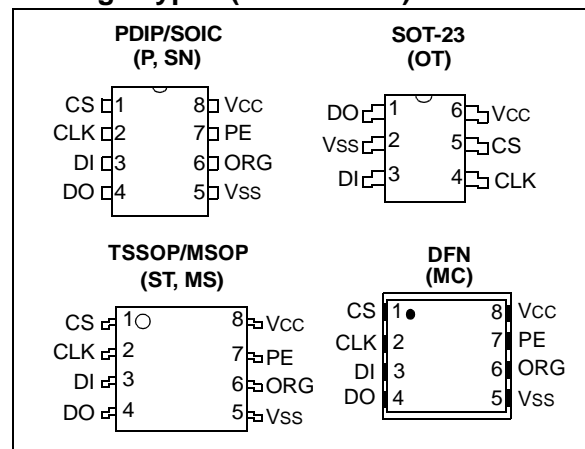 PDIP/SOIC
(P, SN)
CS 1 8 VCC
CLK 2 7 PE
DI 3 6 ORG
DO 4 5 VSS
SOT-23
(OT)
DO 1 6 VCC
VSS 2 5 CS
DI 3 4 CLK
TSSOP/MSOP
(ST, MS)
CS 1 8 VCC
CLK 2 7 PE
DI 3 6 ORG
DO 4 5 VSS
DFN
(MC)
CS 1 8 VCC
CLK 2 7 PE
DI 3 6 ORG
DO 4 5 VSS